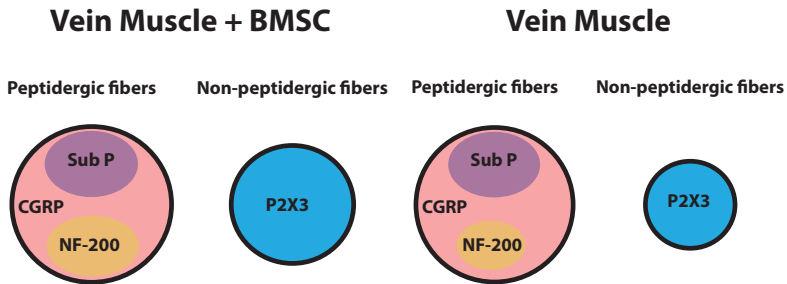 Vein Muscle + BMSC
Vein Muscle
Peptidergic fibers
Non-peptidergic fibers
Peptidergic fibers
Non-peptidergic fibers
Sub P
CGRP
NF-200
P2X3
Sub P
CGRP
NF-200
P2X3